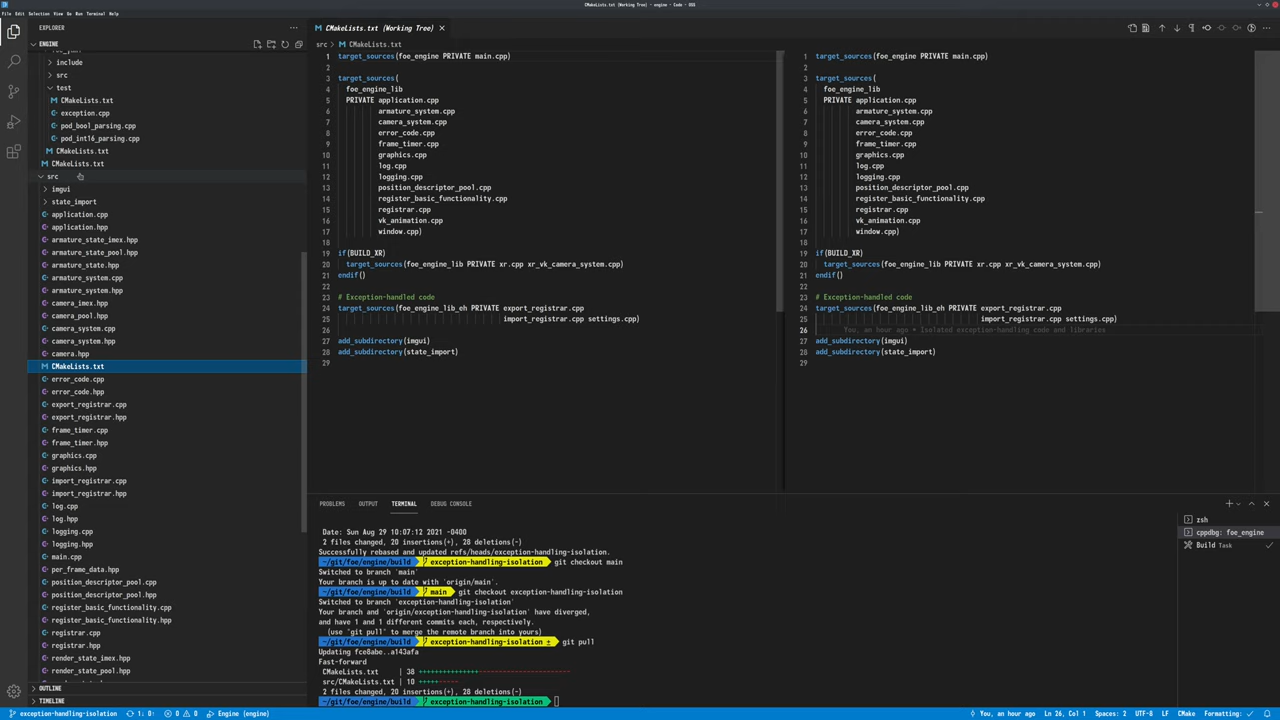 CMakeLists.txt (Working Tree) - engine - Code - OSS
File Edit Selection View Go Run Terminal Help
EXPLORER
ENGINE
include
src
test
CMakeLists.txt
exception.cpp
pod_bool_parsing.cpp
pod_int16_parsing.cpp
CMakeLists.txt
CMakeLists.txt
src
imgui
state_import
application.cpp
application.hpp
armature_state_imex.hpp
armature_state_pool.hpp
armature_state.hpp
armature_system.cpp
armature_system.hpp
camera_imex.hpp
camera_pool.hpp
camera_system.cpp
camera_system.hpp
camera.hpp
CMakeLists.txt
error_code.cpp
error_code.hpp
export_registrar.cpp
export_registrar.hpp
frame_timer.cpp
frame_timer.hpp
graphics.cpp
graphics.hpp
import_registrar.cpp
import_registrar.hpp
log.cpp
log.hpp
logging.cpp
logging.hpp
main.cpp
per_frame_data.hpp
position_descriptor_pool.cpp
position_descriptor_pool.hpp
register_basic_functionality.cpp
register_basic_functionality.hpp
registrar.cpp
registrar.hpp
render_state_imex.hpp
render_state_pool.hpp
OUTLINE
TIMELINE
CMakeLists.txt (Working Tree)
src > CMakeLists.txt
1 target_sources(foe_engine PRIVATE main.cpp)
2
3 target_sources(
4 foe_engine_lib
5 PRIVATE application.cpp
6 armature_system.cpp
7 camera_system.cpp
8 error_code.cpp
9 frame_timer.cpp
10 graphics.cpp
11 log.cpp
12 logging.cpp
13 position_descriptor_pool.cpp
14 register_basic_functionality.cpp
15 registrar.cpp
16 vk_animation.cpp
17 window.cpp)
18
19 if(BUILD_XR)
20 target_sources(foe_engine_lib PRIVATE xr.cpp xr_vk_camera_system.cpp)
21 endif()
22
23 # Exception-handled code
24 target_sources(foe_engine_lib_eh PRIVATE export_registrar.cpp
25 import_registrar.cpp settings.cpp)
26
27 add_subdirectory(imgui)
28 add_subdirectory(state_import)
29
1 target_sources(foe_engine PRIVATE main.cpp)
2
3 target_sources(
4 foe_engine_lib
5 PRIVATE application.cpp
6 armature_system.cpp
7 camera_system.cpp
8 error_code.cpp
9 frame_timer.cpp
10 graphics.cpp
11 log.cpp
12 logging.cpp
13 position_descriptor_pool.cpp
14 register_basic_functionality.cpp
15 registrar.cpp
16 vk_animation.cpp
17 window.cpp)
18
19 if(BUILD_XR)
20 target_sources(foe_engine_lib PRIVATE xr.cpp xr_vk_camera_system.cpp)
21 endif()
22
23 # Exception-handled code
24 target_sources(foe_engine_lib_eh PRIVATE export_registrar.cpp
25 import_registrar.cpp settings.cpp)
26 You, an hour ago • Isolated exception-handling code and libraries
27 add_subdirectory(imgui)
28 add_subdirectory(state_import)
29
PROBLEMS OUTPUT TERMINAL DEBUG CONSOLE
Date: Sun Aug 29 10:07:12 2021 -0400
2 files changed, 20 insertions(+), 28 deletions(-)
Successfully rebased and updated refs/heads/exception-handling-isolation.
~/git/foe/engine/build exception-handling-isolation git checkout main
Switched to branch 'main'
Your branch is up to date with 'origin/main'.
~/git/foe/engine/build main git checkout exception-handling-isolation
Switched to branch 'exception-handling-isolation'
Your branch and 'origin/exception-handling-isolation' have diverged,
and have 1 and 1 different commits each, respectively.
(use "git pull" to merge the remote branch into yours)
~/git/foe/engine/build exception-handling-isolation ± git pull
Updating fce8abe..a143afa
Fast-forward
CMakeLists.txt | 38 +++++++++++++++-----------------------
src/CMakeLists.txt | 10 +++++-----
2 files changed, 20 insertions(+), 28 deletions(-)
~/git/foe/engine/build exception-handling-isolation
zsh
cppdbg: foe_engine
Build Task
exception-handling-isolation 1↓ 0↑ 0 0 Engine (engine)
You, an hour ago Ln 26, Col 1 Spaces: 2 UTF-8 LF CMake Formatting: ✓